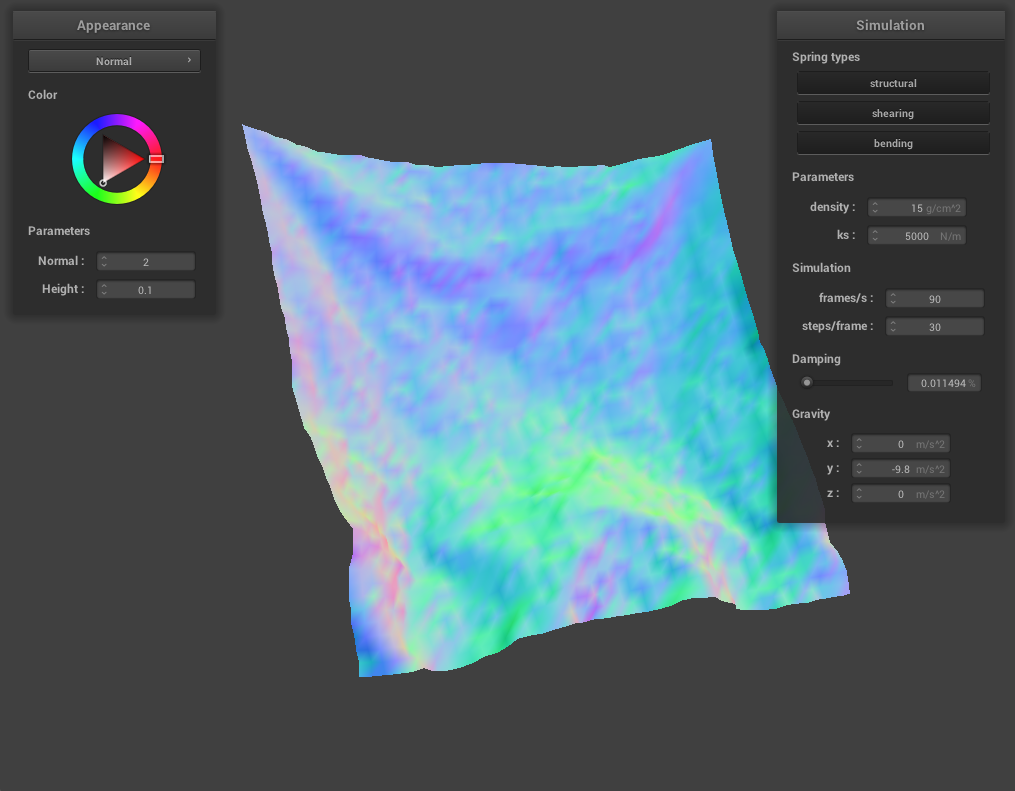 Appearance
Normal ›
Color
Parameters
Normal : 2
Height : 0.1
Simulation
Spring types
structural
shearing
bending
Parameters
density : 15 g/cm^2
ks : 5000 N/m
Simulation
frames/s : 90
steps/frame : 30
Damping
0.011494 %
Gravity
x : 0 m/s^2
y : -9.8 m/s^2
z : 0 m/s^2